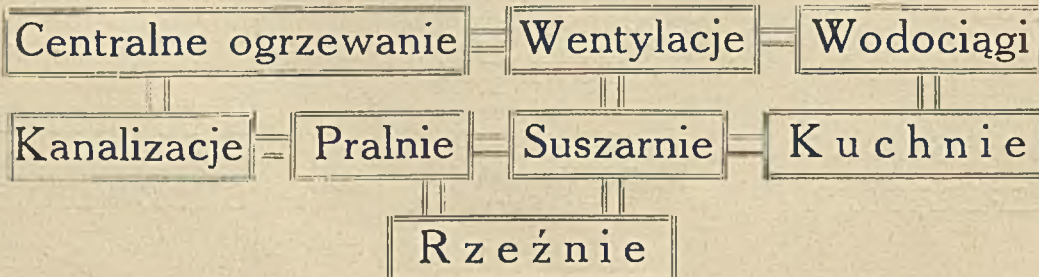 Centralne ogrzewanie Wentylacje Wodociągi
Kanalizacje Pralnie Suszarnie Kuchnie
Rzeźnie